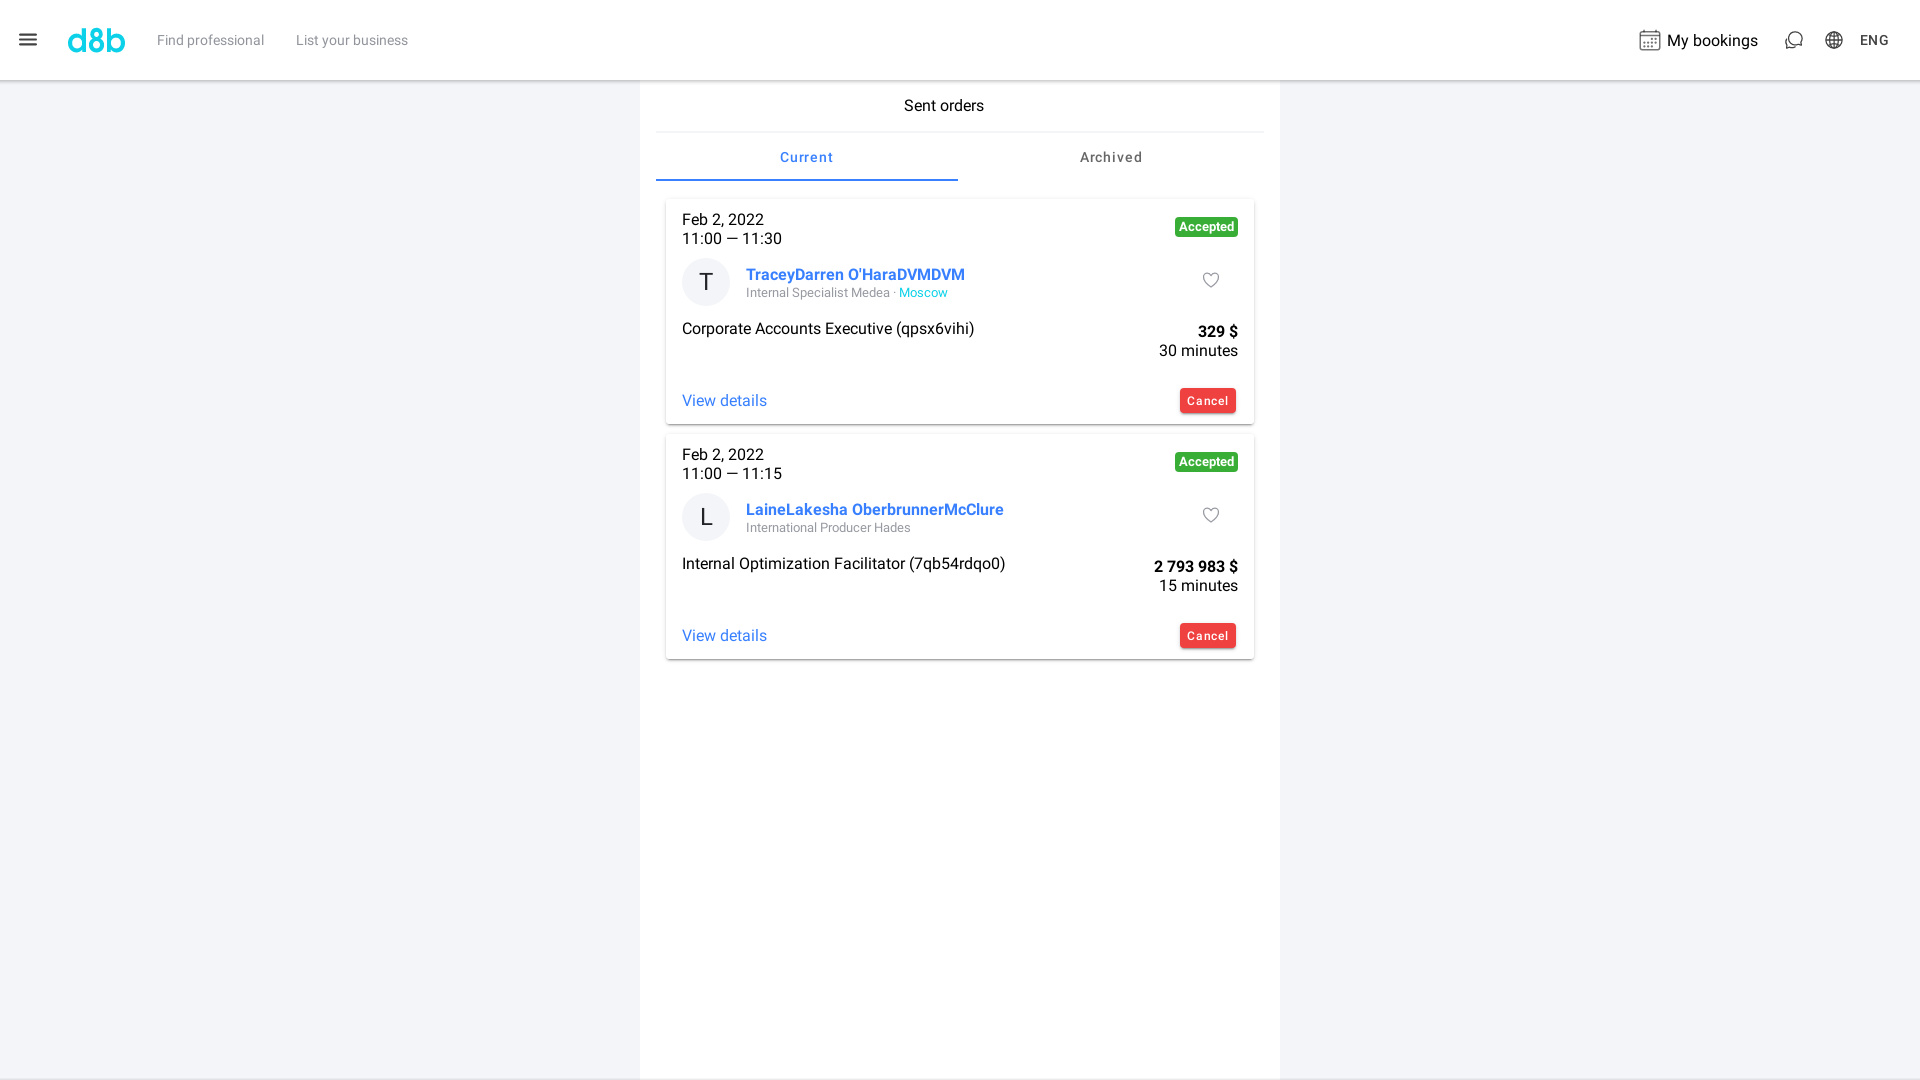 d8b
Find professional
List your business
My bookings
ENG
Sent orders
Current
Archived
Feb 2, 2022
11:00 — 11:30
Accepted
T
TraceyDarren O'HaraDVMDVM
Internal Specialist Medea · Moscow
Corporate Accounts Executive (qpsx6vihi)
329 $
30 minutes
View details
Cancel
Feb 2, 2022
11:00 — 11:15
Accepted
L
LaineLakesha OberbrunnerMcClure
International Producer Hades
Internal Optimization Facilitator (7qb54rdqo0)
2 793 983 $
15 minutes
View details
Cancel